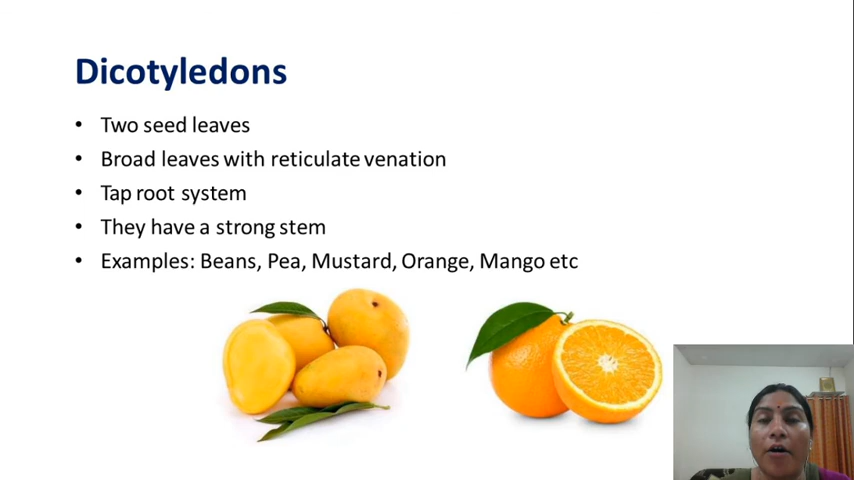 Dicotyledons
• Two seed leaves
• Broad leaves with reticulate venation
• Tap root system
• They have a strong stem
• Examples: Beans, Pea, Mustard, Orange, Mango etc